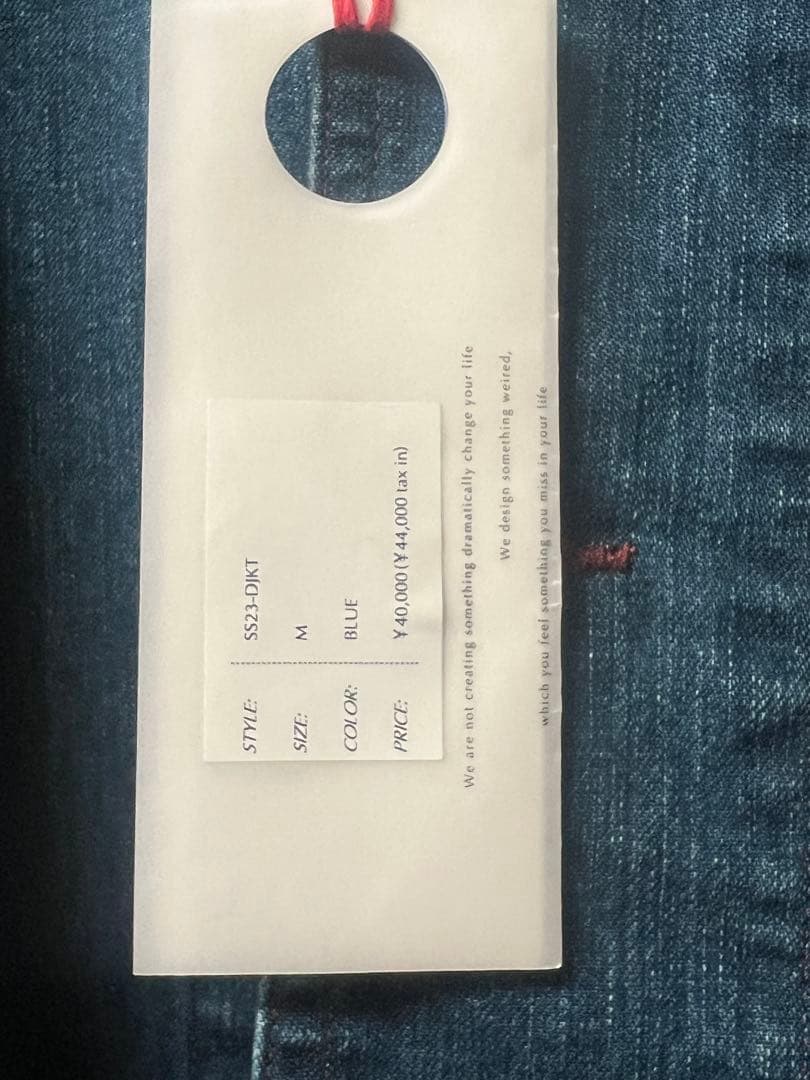 STYLE: SS23-DJKT
SIZE: M
COLOR: BLUE
PRICE: ¥40,000(¥44,000 tax in)
We are not creating something dramatically change your life
We design something weired,
which you feel something you miss in your life